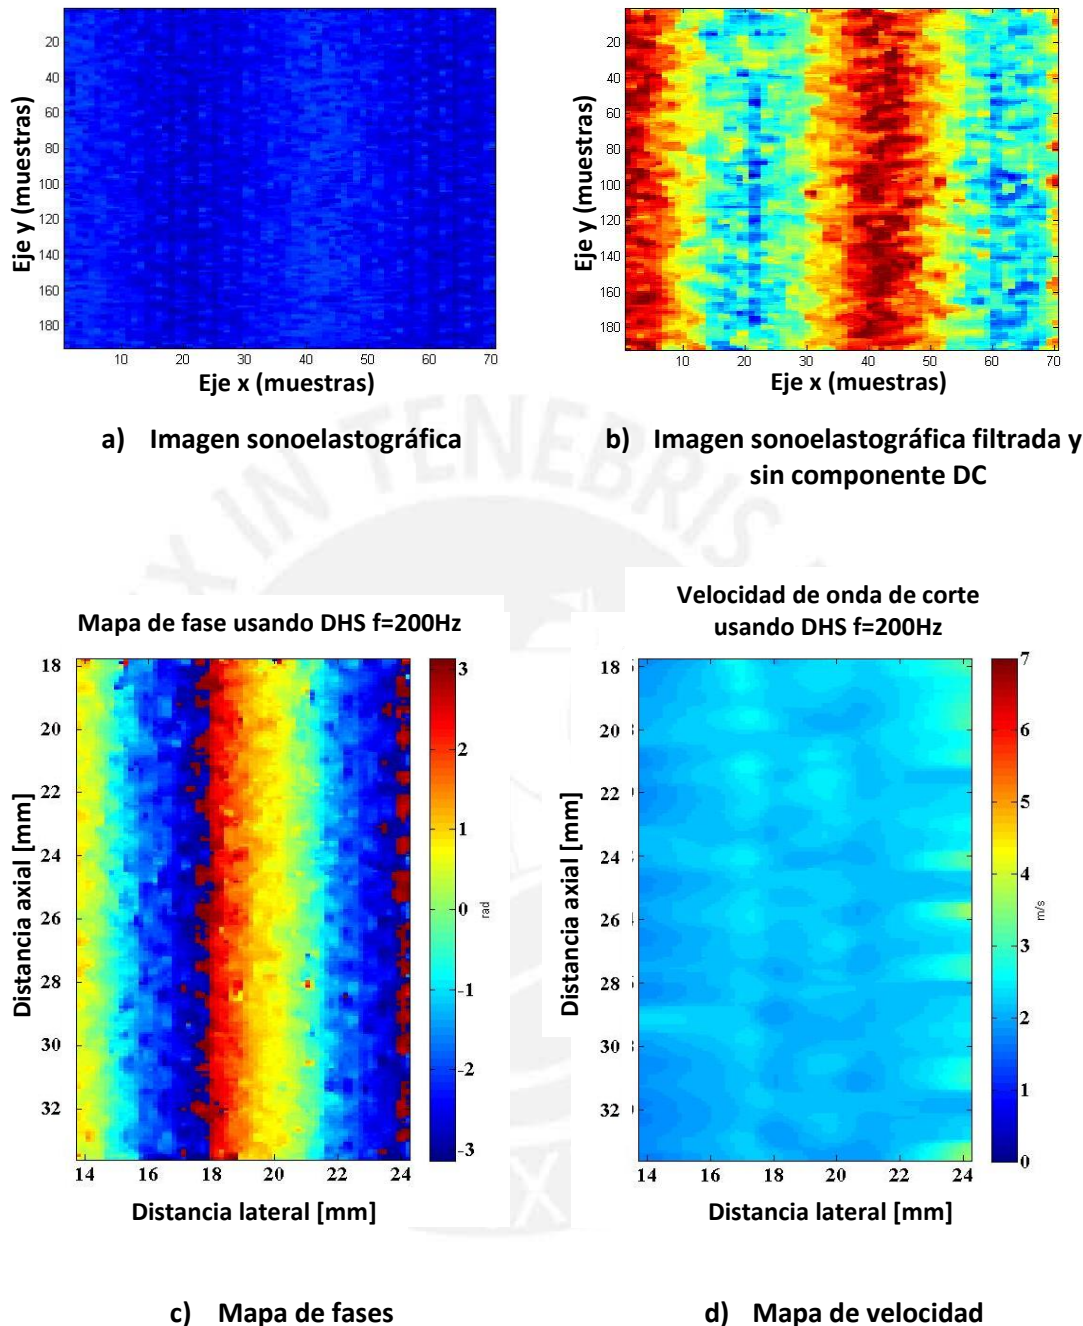 20
40
60
80
100
120
140
160
180
Eje y (muestras)
10 20 30 40 50 60 70
Eje x (muestras)
a) Imagen sonoelastográfica
20
40
60
80
100
120
140
160
180
Eje y (muestras)
10 20 30 40 50 60 70
Eje x (muestras)
b) Imagen sonoelastográfica filtrada y
sin componente DC
X IN TENEBRIS
Mapa de fase usando DHS f=200Hz
18
20
22
24
26
28
30
32
Distancia axial [mm]
14 16 18 20 22 24
Distancia lateral [mm]
3
2
1
0
-1
-2
-3
rad
c) Mapa de fases
Velocidad de onda de corte
usando DHS f=200Hz
18
20
22
24
26
28
30
32
Distancia axial [mm]
14 16 18 20 22 24
Distancia lateral [mm]
7
6
5
4
3
2
1
0
m/s
d) Mapa de velocidad
X